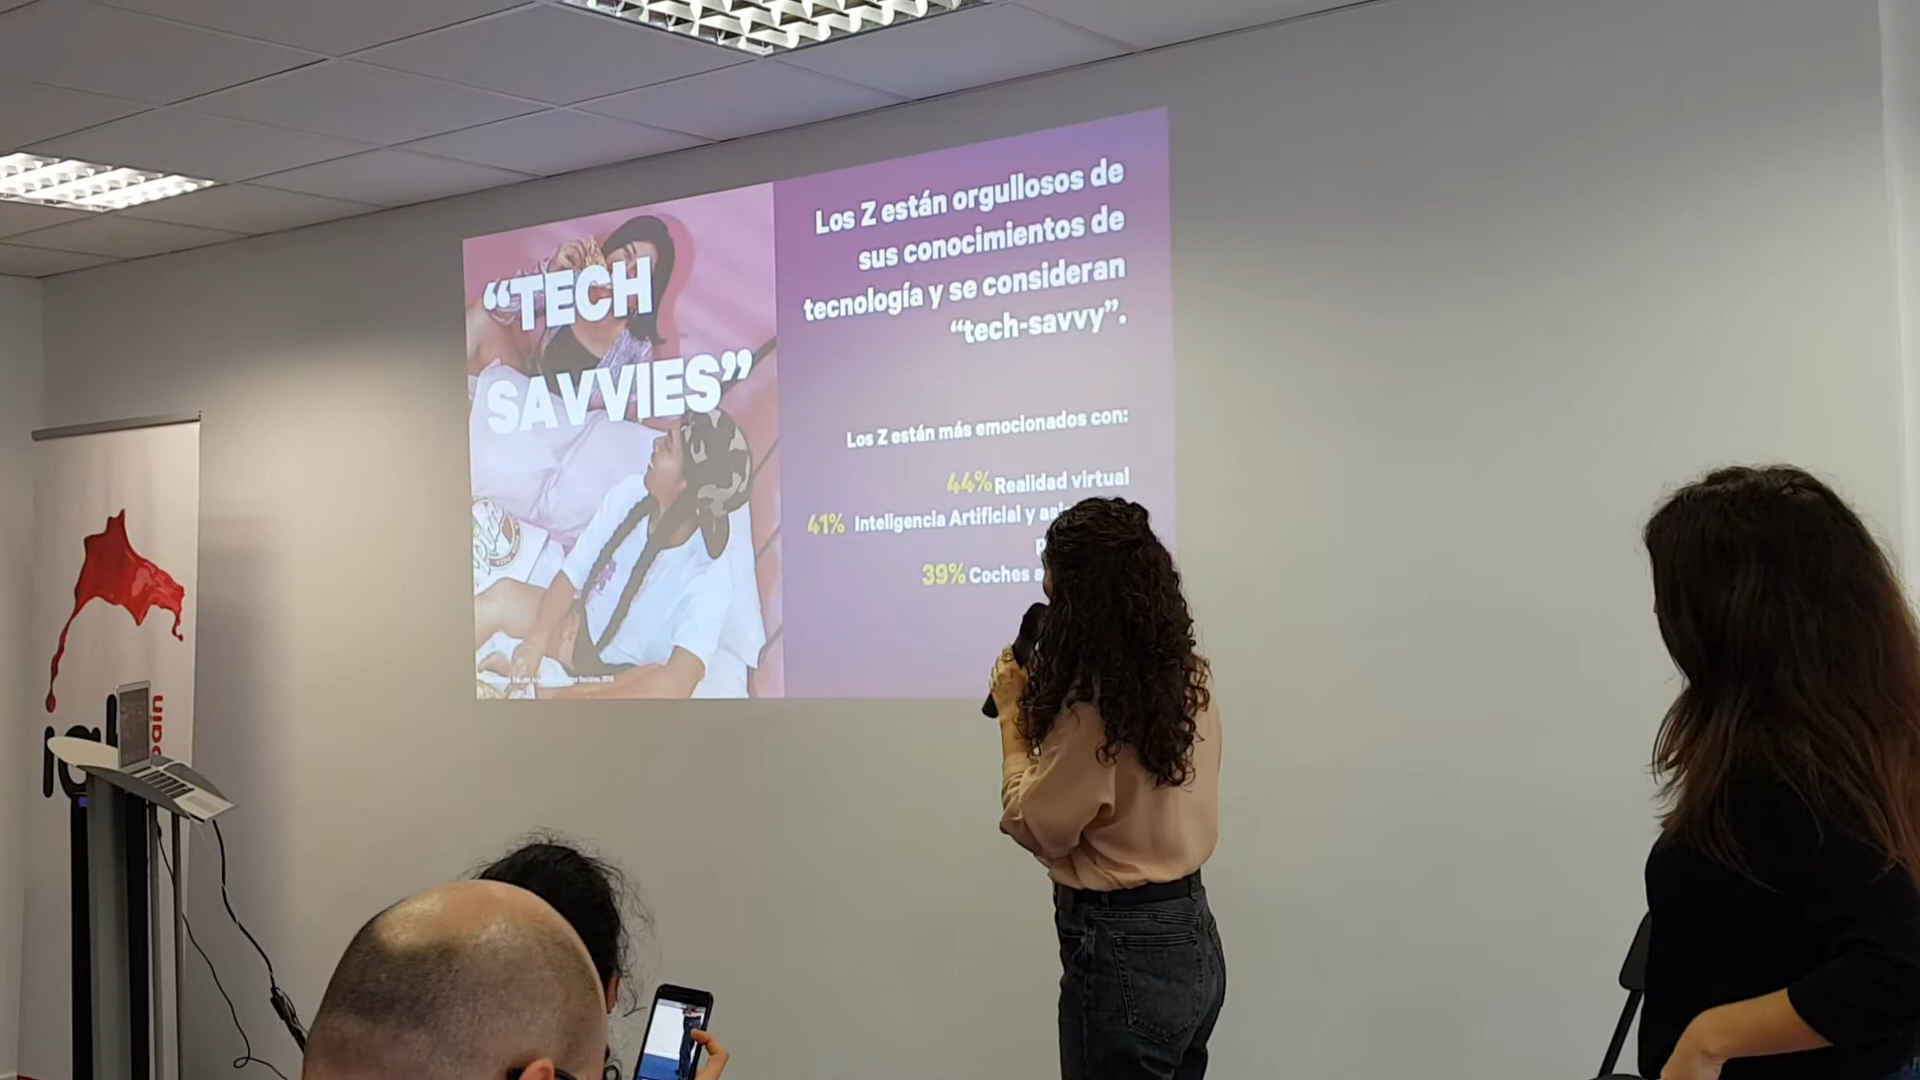 “TECH
SAVVIES”
Los Z están orgullosos de
sus conocimientos de
tecnología y se consideran
“tech-savvy”.
Los Z están más emocionados con:
44% Realidad virtual
41% Inteligencia Artificial y
39% Coches